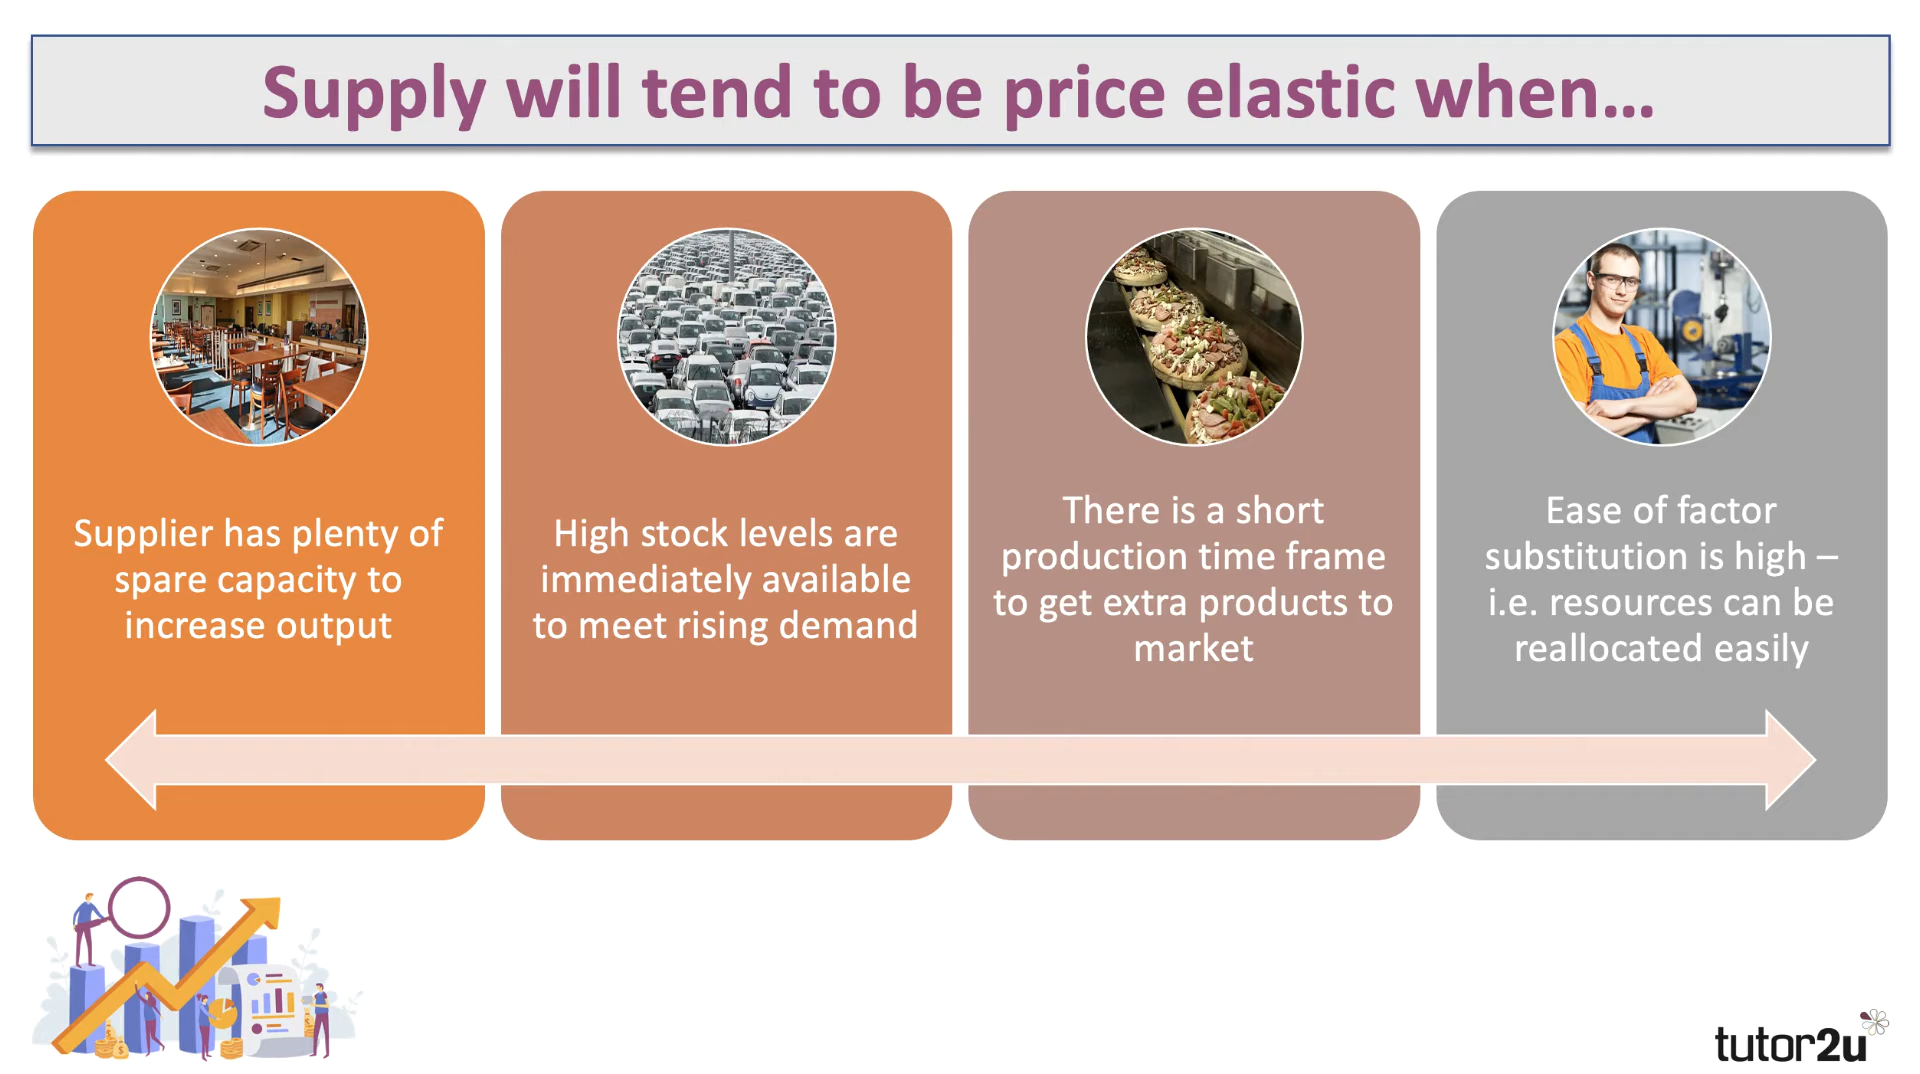 Supply will tend to be price elastic when...
Supplier has plenty of
spare capacity to
increase output
High stock levels are
immediately available
to meet rising demand
There is a short
production time frame
to get extra products to
market
Ease of factor
substitution is high –
i.e. resources can be
reallocated easily
tutor2u